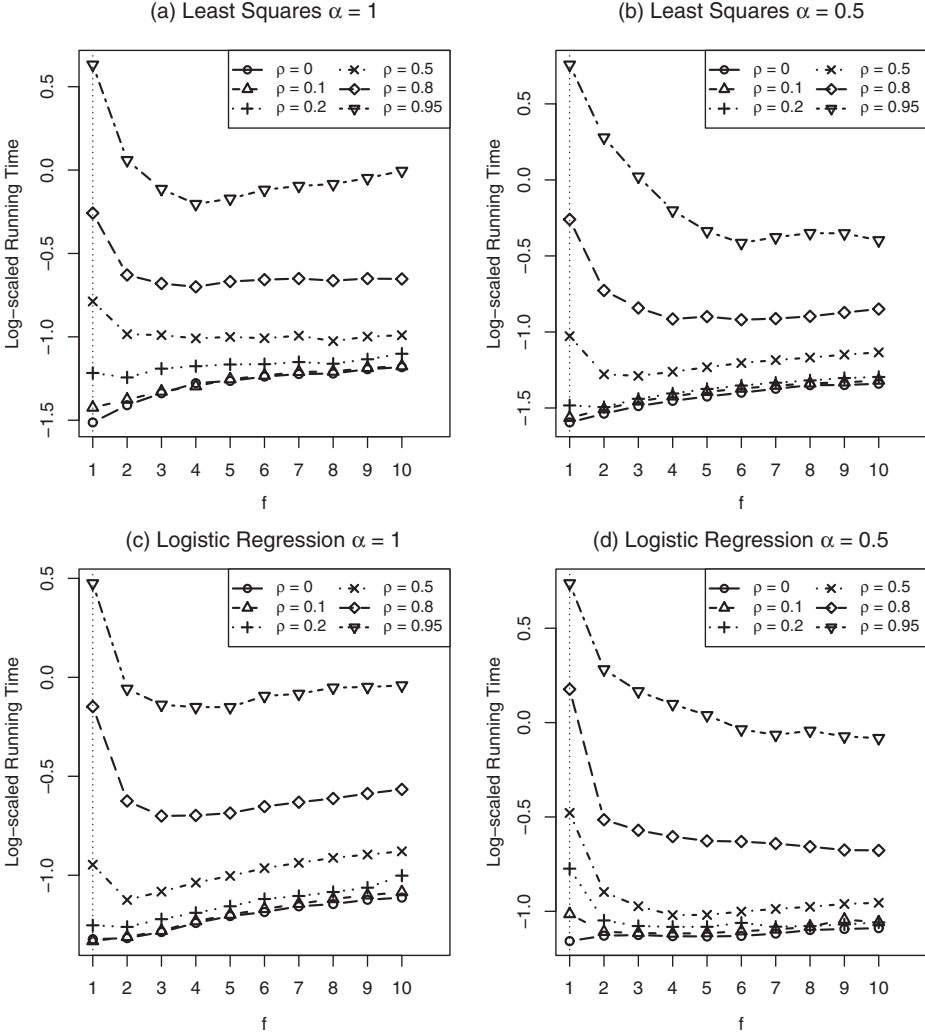 (a) Least Squares α = 1
Log−scaled Running Time
0.5
0.0
−0.5
−1.0
−1.5
ρ = 0
ρ = 0.1
ρ = 0.2
ρ = 0.5
ρ = 0.8
ρ = 0.95
1 2 3 4 5 6 7 8 9 10
f
(b) Least Squares α = 0.5
Log−scaled Running Time
0.5
0.0
−0.5
−1.0
−1.5
ρ = 0
ρ = 0.1
ρ = 0.2
ρ = 0.5
ρ = 0.8
ρ = 0.95
1 2 3 4 5 6 7 8 9 10
f
(c) Logistic Regression α = 1
Log−scaled Running Time
0.5
0.0
−0.5
−1.0
ρ = 0
ρ = 0.1
ρ = 0.2
ρ = 0.5
ρ = 0.8
ρ = 0.95
1 2 3 4 5 6 7 8 9 10
f
(d) Logistic Regression α = 0.5
Log−scaled Running Time
0.5
0.0
−0.5
−1.0
ρ = 0
ρ = 0.1
ρ = 0.2
ρ = 0.5
ρ = 0.8
ρ = 0.95
1 2 3 4 5 6 7 8 9 10
f